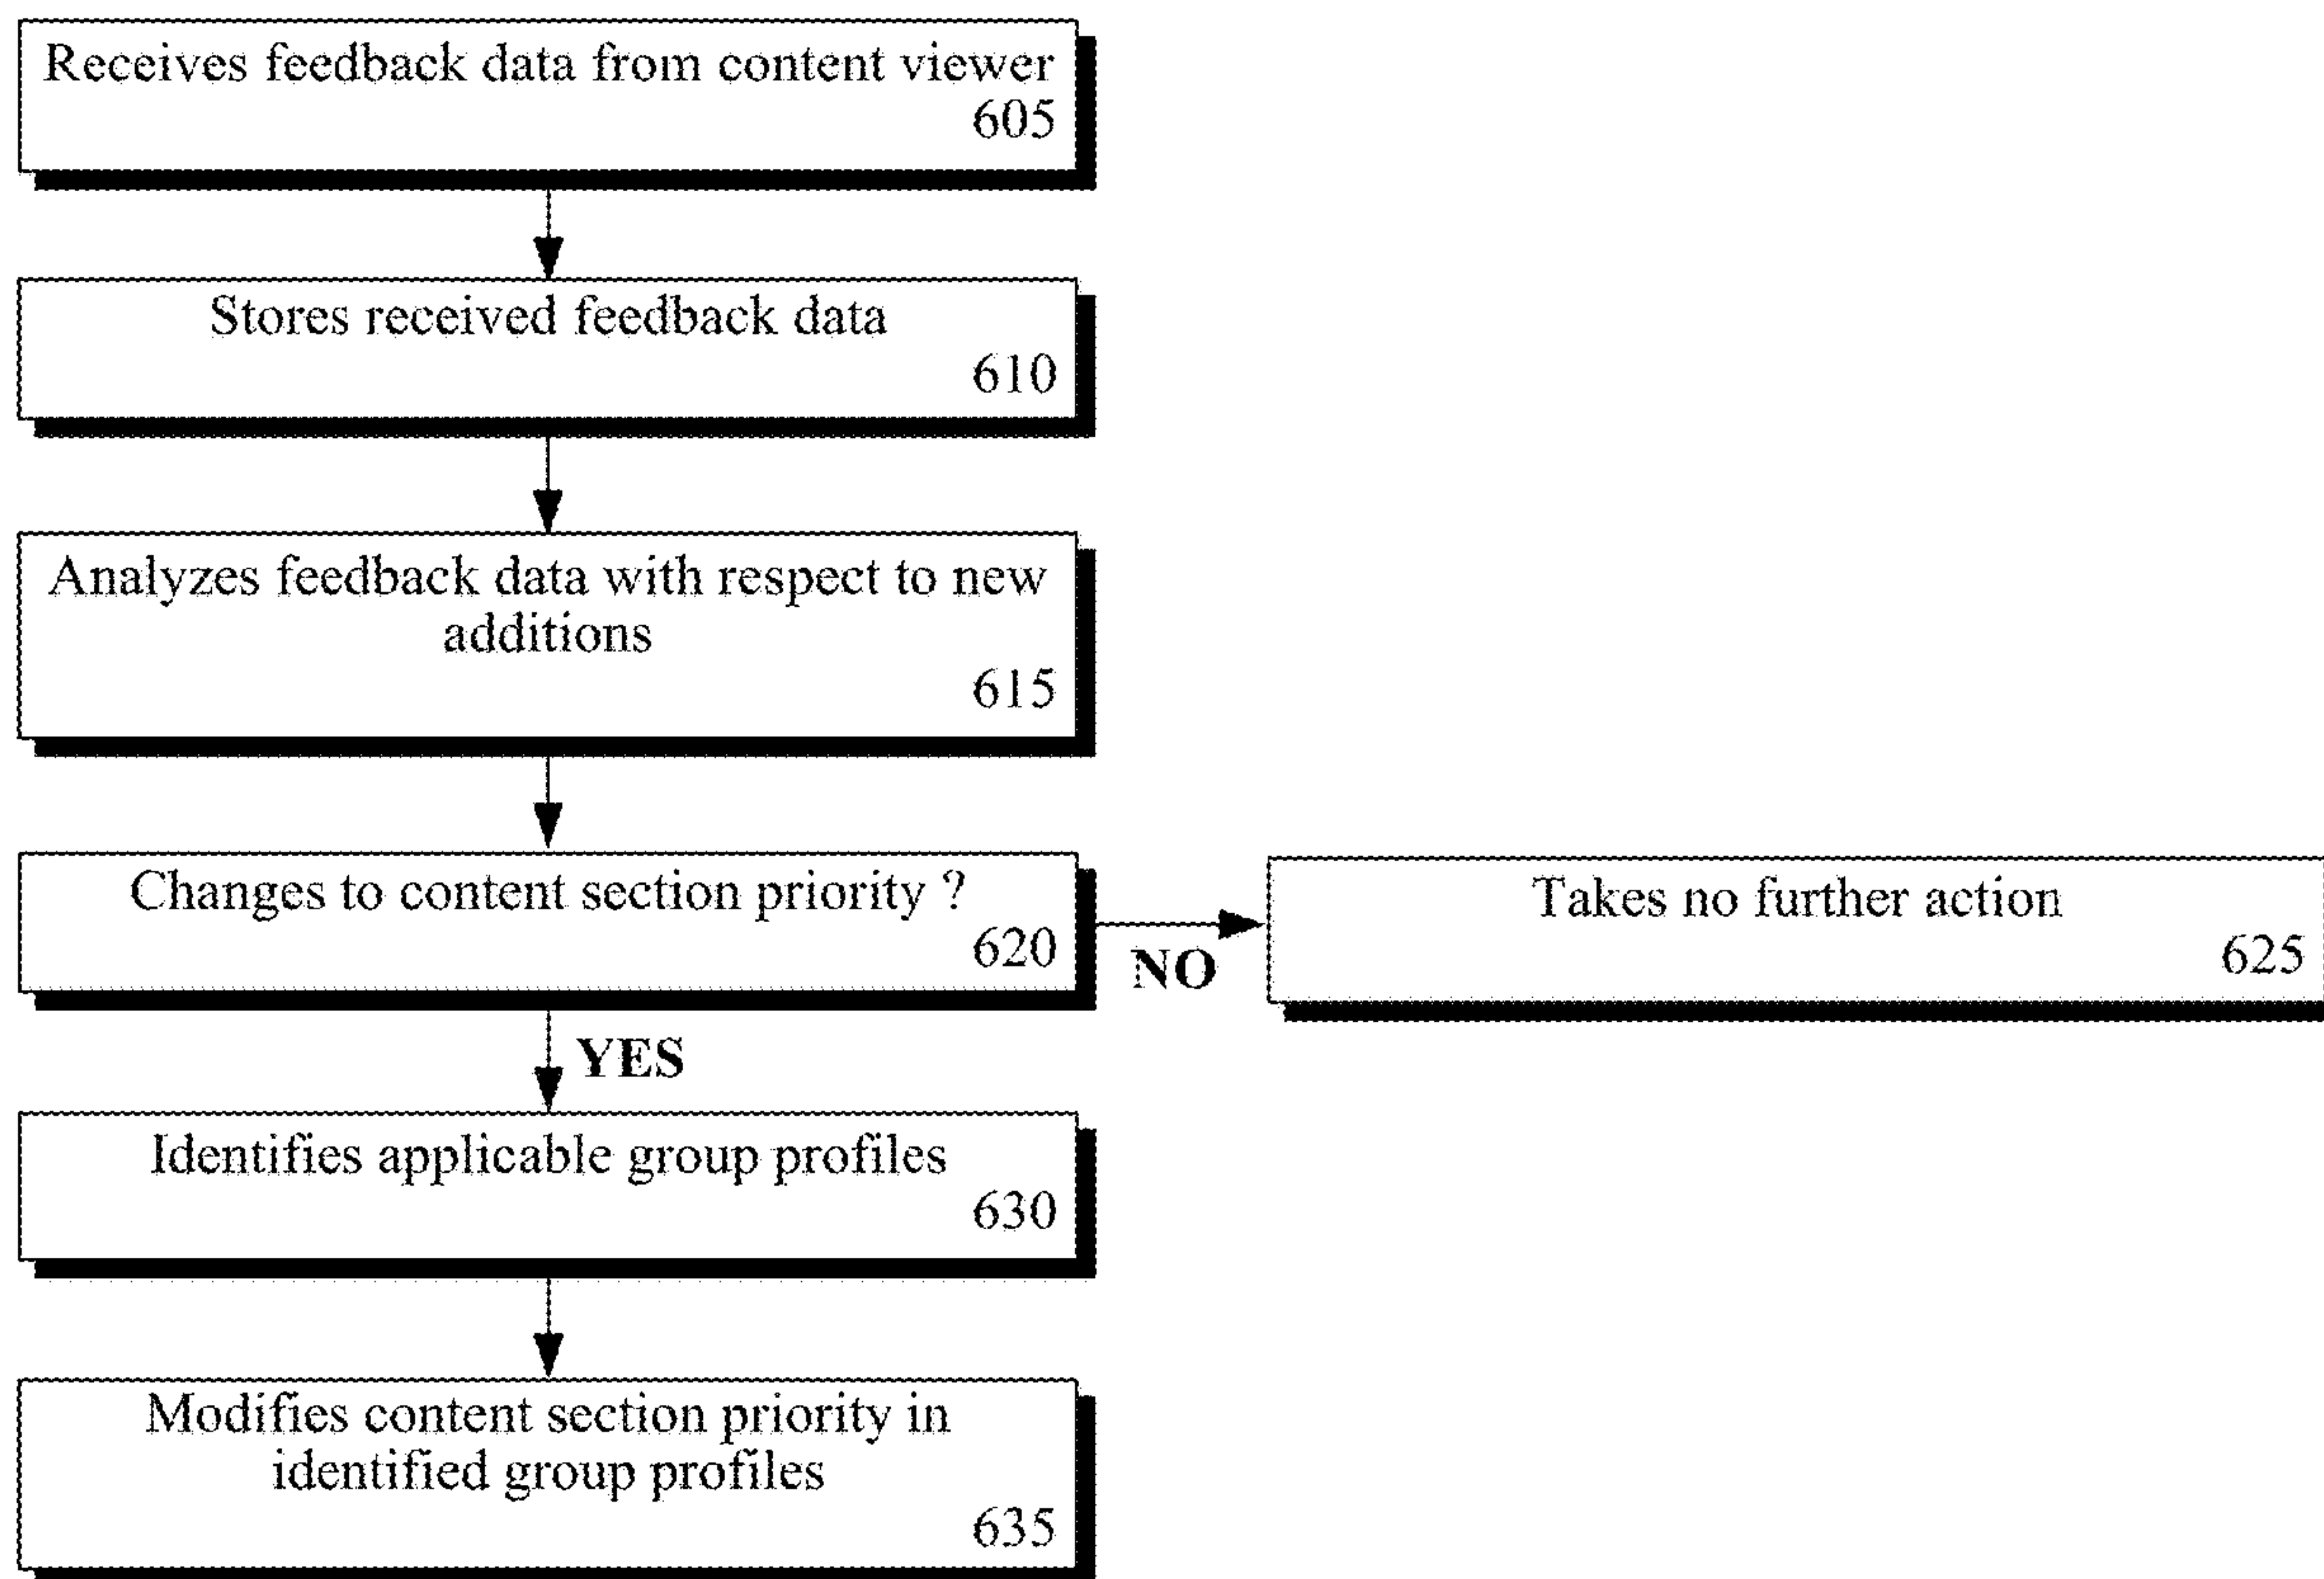 Receives feedback data from content viewer
605
Stores received feedback data
610
Analyzes feedback data with respect to new
additions
615
Changes to content section priority ?
620
NO
Takes no further action
625
YES
Identifies applicable group profiles
630
Modifies content section priority in
identified group profiles
635